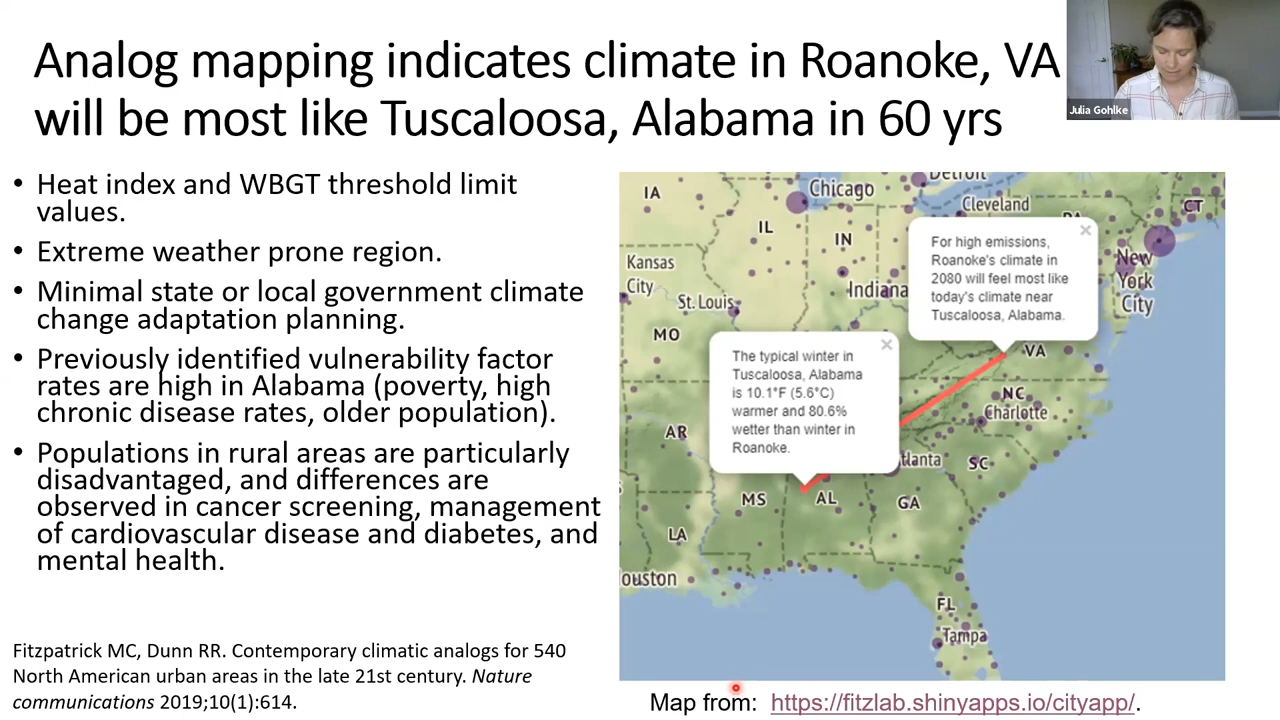 Analog mapping indicates climate in Roanoke, VA
will be most like Tuscaloosa, Alabama in 60 yrs
Julia Gohlke
• Heat index and WBGT threshold limit
values.
• Extreme weather prone region.
• Minimal state or local government climate
change adaptation planning.
• Previously identified vulnerability factor
rates are high in Alabama (poverty, high
chronic disease rates, older population).
• Populations in rural areas are particularly
disadvantaged, and differences are
observed in cancer screening, management
of cardiovascular disease and diabetes, and
mental health.
Fitzpatrick MC, Dunn RR. Contemporary climatic analogs for 540
North American urban areas in the late 21st century. Nature
communications 2019;10(1):614.
Detroit
IA
Chicago
Cleveland
PA
CT
IL
IN
New
York
City
Kansas
City
St. Louis
Indiana
MO
For high emissions,
Roanoke's climate in
2080 will feel most like
today's climate near
Tuscaloosa, Alabama.
×
VA
The typical winter in
Tuscaloosa, Alabama
is 10.1°F (5.6°C)
warmer and 80.6%
wetter than winter in
Roanoke.
×
NC
Charlotte
AR
tlanta
SC
MS
AL
GA
LA
ouston
FL
Tampa
Map from: https://fitzlab.shinyapps.io/cityapp/.